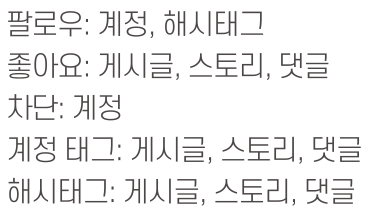 팔로우: 계정, 해시태그
좋아요: 게시글, 스토리, 댓글
차단: 계정
계정 태그: 게시글, 스토리, 댓글
해시태그: 게시글, 스토리, 댓글